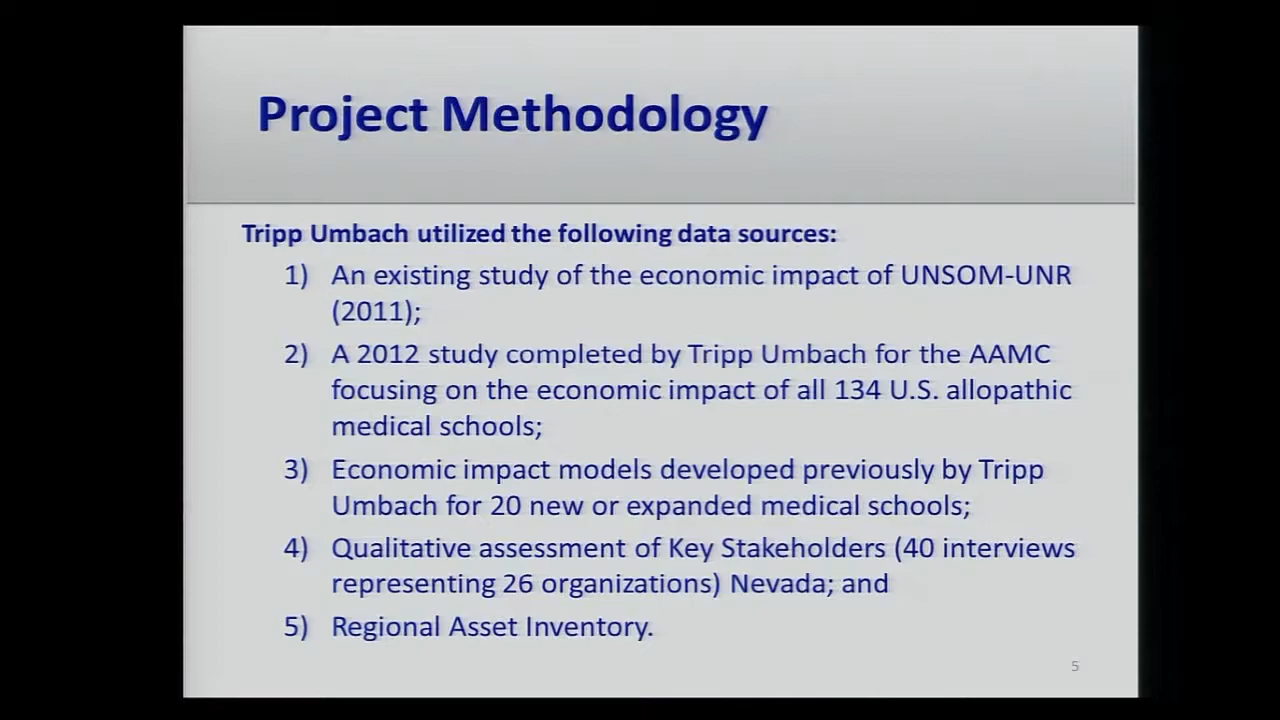 Project Methodology
Tripp Umbach utilized the following data sources:
1) An existing study of the economic impact of UNSOM-UNR
(2011);
2) A 2012 study completed by Tripp Umbach for the AAMC
focusing on the economic impact of all 134 U.S. allopathic
medical schools;
3) Economic impact models developed previously by Tripp
Umbach for 20 new or expanded medical schools;
4) Qualitative assessment of Key Stakeholders (40 interviews
representing 26 organizations) Nevada; and
5) Regional Asset Inventory.
5